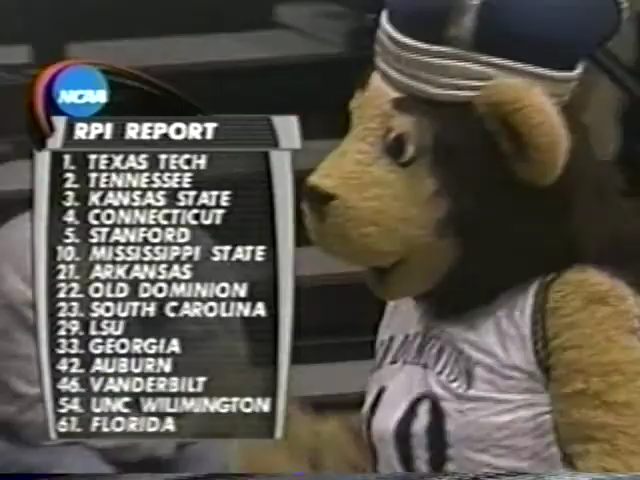 NCAA
RPI REPORT
1. TEXAS TECH
2. TENNESSEE
3. KANSAS STATE
4. CONNECTICUT
5. STANFORD
10. MISSISSIPPI STATE
21. ARKANSAS
22. OLD DOMINION
23. SOUTH CAROLINA
29. LSU
33. GEORGIA
42. AUBURN
46. VANDERBILT
54. UNC WILIMINGTON
61. FLORIDA
10